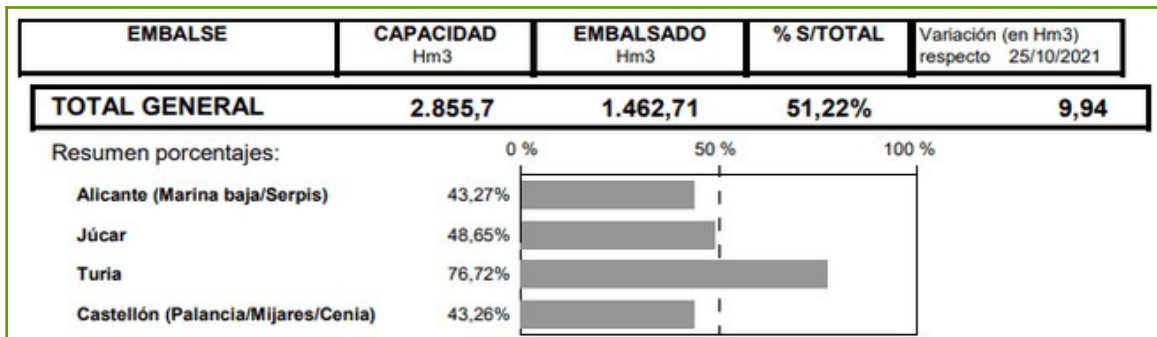 EMBALSE CAPACIDAD EMBALSADO % S/TOTAL Variación (en Hm3)
Hm3 Hm3 respecto 25/10/2021
TOTAL GENERAL 2.855,7 1.462,71 51,22% 9,94
Resumen porcentajes: 0 % 50 % 100 %
Alicante (Marina baja/Serpis) 43,27%
Júcar 48,65%
Turia 76,72%
Castellón (Palancia/Mijares/Cenia) 43,26%